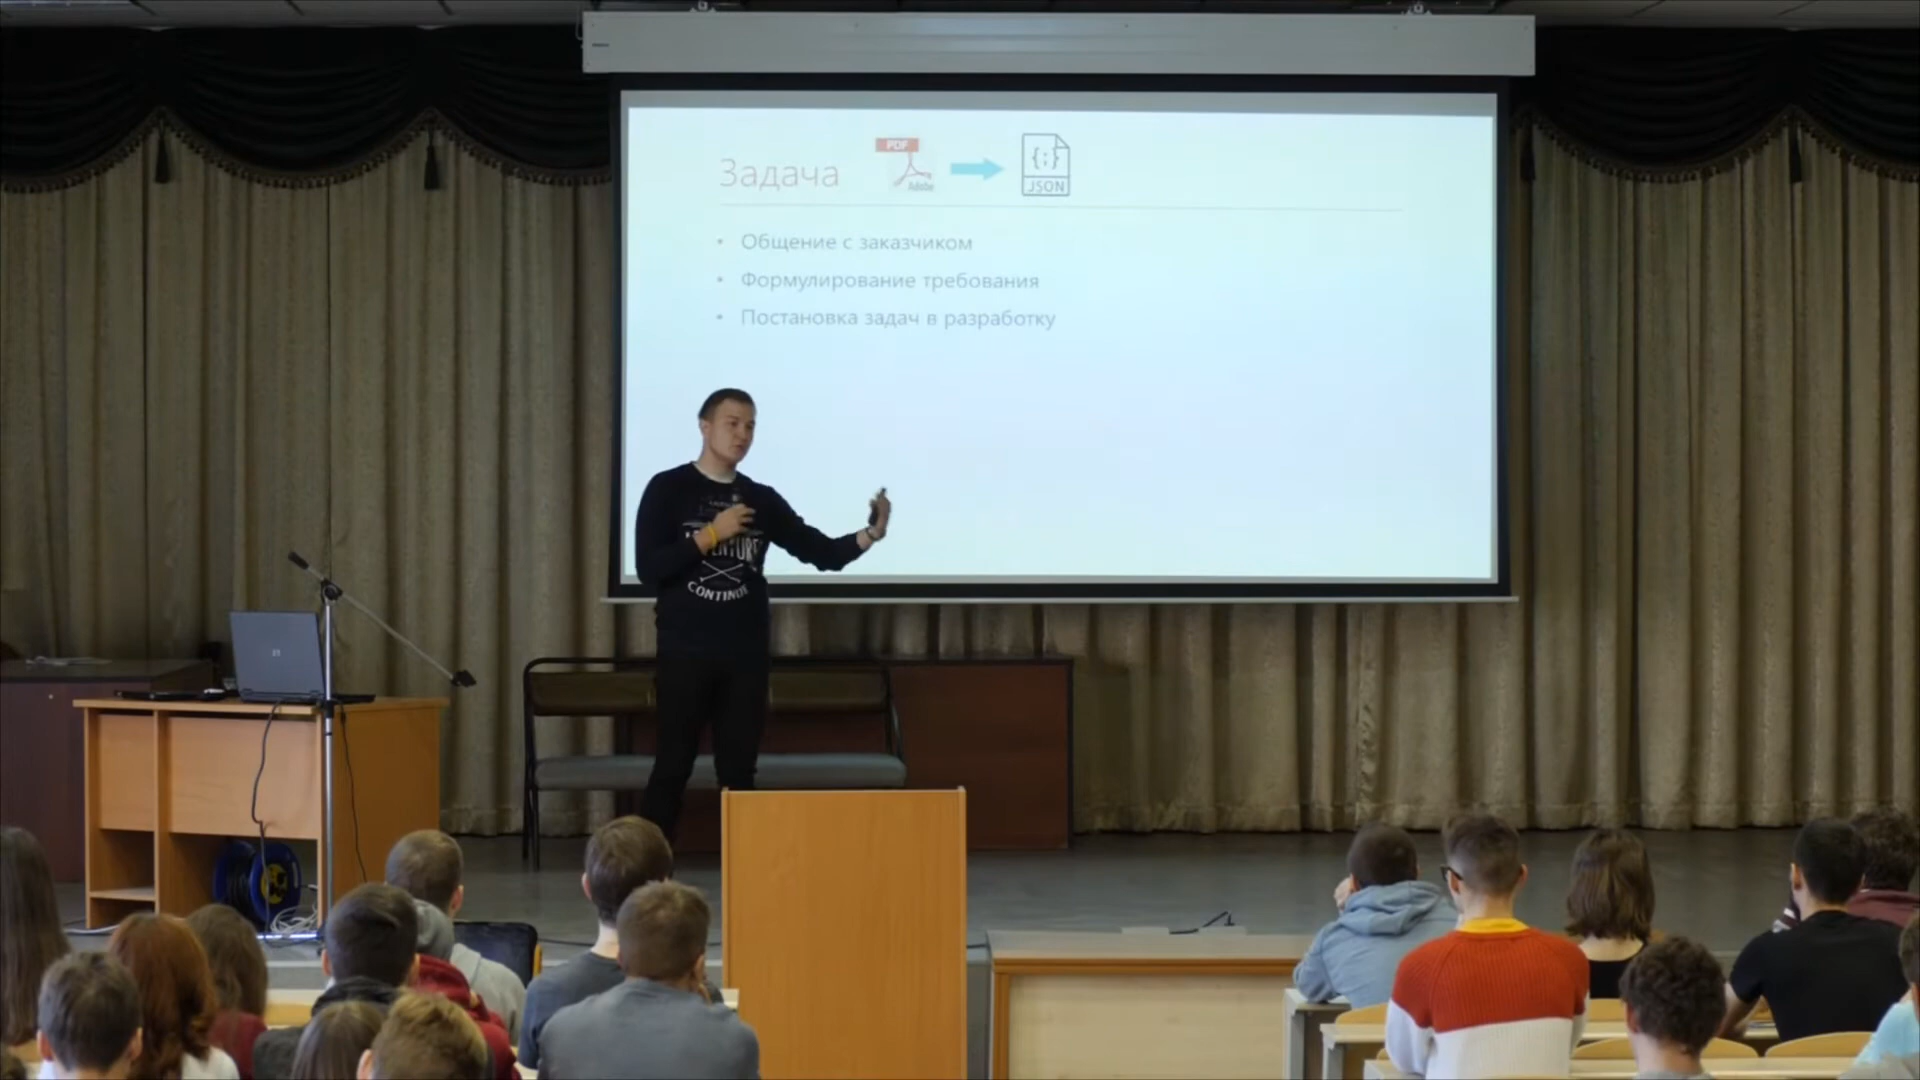 Задача
PDF
Adobe
{;}
JSON
• Общение с заказчиком
• Формулирование требования
• Постановка задач в разработку
CONTINUE